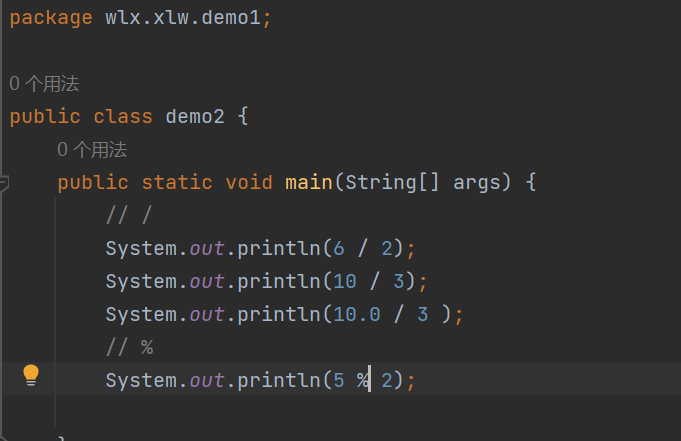 package wlx.xlw.demo1;
0 个用法
public class demo2 {
0 个用法
public static void main(String[] args) {
// /
System.out.println(6 / 2);
System.out.println(10 / 3);
System.out.println(10.0 / 3 );
// %
System.out.println(5 % 2);
}